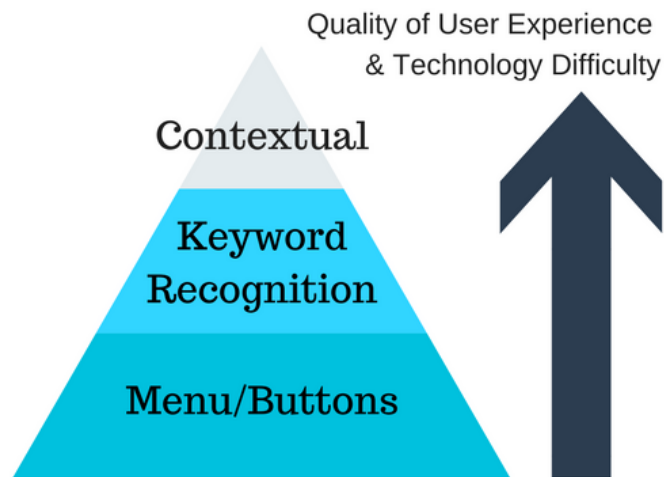 Quality of User Experience
& Technology Difficulty
Contextual
Keyword
Recognition
Menu/Buttons